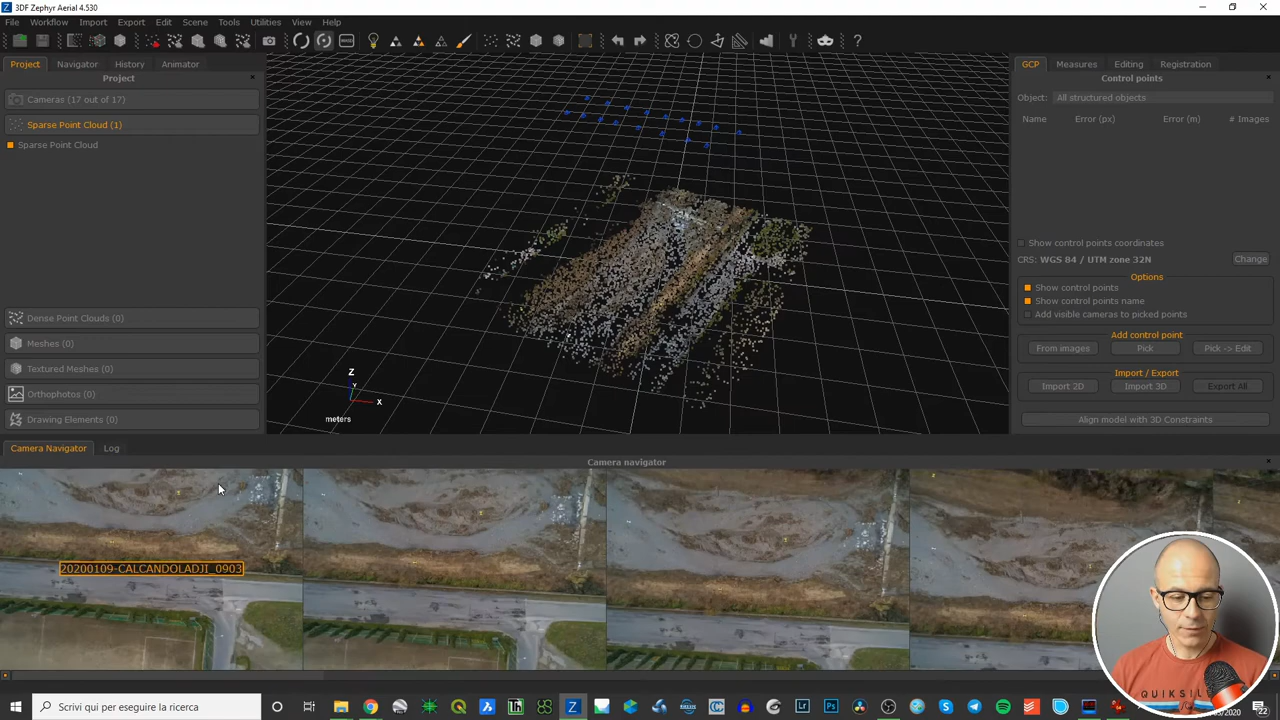 3DF Zephyr Aerial 4.530
File Workflow Import Export Edit Scene Tools Utilities View Help
Project Navigator History Animator
GCP Measures Editing Registration
Project
Control points
Cameras (17 out of 17)
Object: All structured objects
Name Error (px) Error (m) # Images
Sparse Point Cloud (1)
Sparse Point Cloud
Show control points coordinates
CRS: WGS 84 / UTM zone 32N Change
Options
Show control points
Show control points name
Add visible cameras to picked points
Add control point
From images Pick Pick -> Edit
Import / Export
Import 2D Import 3D Export All
Align model with 3D Constraints
Dense Point Clouds (0)
Meshes (0)
Textured Meshes (0)
Orthophotos (0)
Drawing Elements (0)
Z
Y
X
meters
Camera Navigator Log
Camera navigator
20200109-CALCANDOLADJI_0903
QUIKSIL
Scrivi qui per eseguire la ricerca